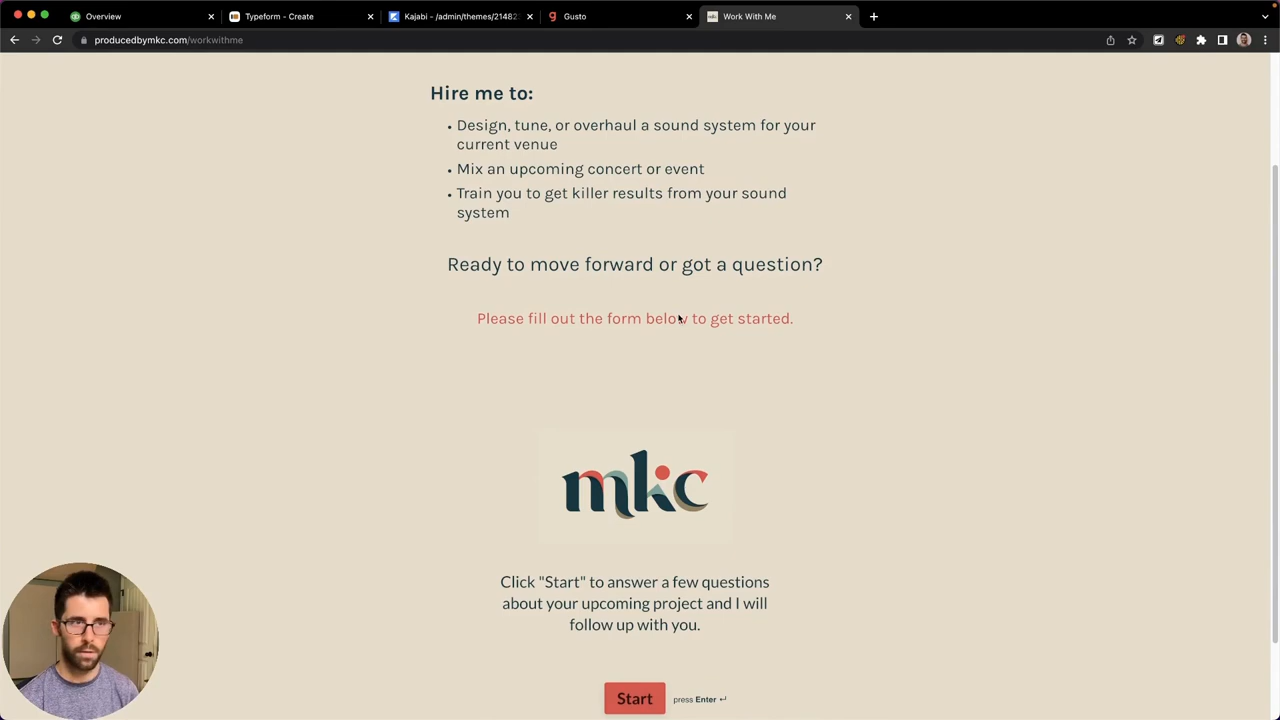 Overview
Typeform - Create
Kajabi - /admin/themes/21482
Gusto
Work With Me
producedbymkc.com/workwithme
Hire me to:
• Design, tune, or overhaul a sound system for your
current venue
• Mix an upcoming concert or event
• Train you to get killer results from your sound
system
Ready to move forward or got a question?
Please fill out the form below to get started.
mkc
Click "Start" to answer a few questions
about your upcoming project and I will
follow up with you.
Start
press Enter ↵